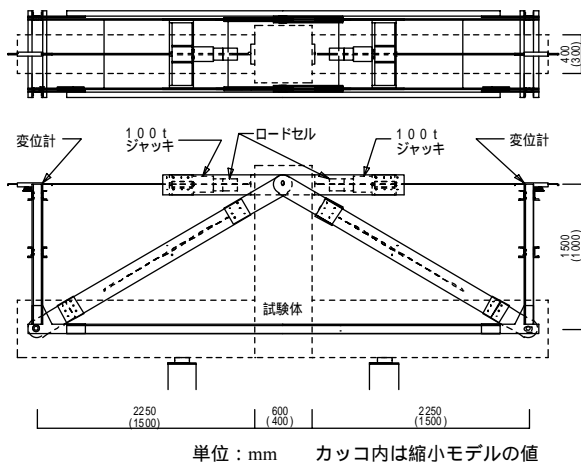 400
(300)
変位計
100t
ジャッキ
ロードセル
100t
ジャッキ
変位計
1500
(1000)
試験体
2250
(1500)
600
(400)
2250
(1500)
単位：mm　カッコ内は縮小モデルの値